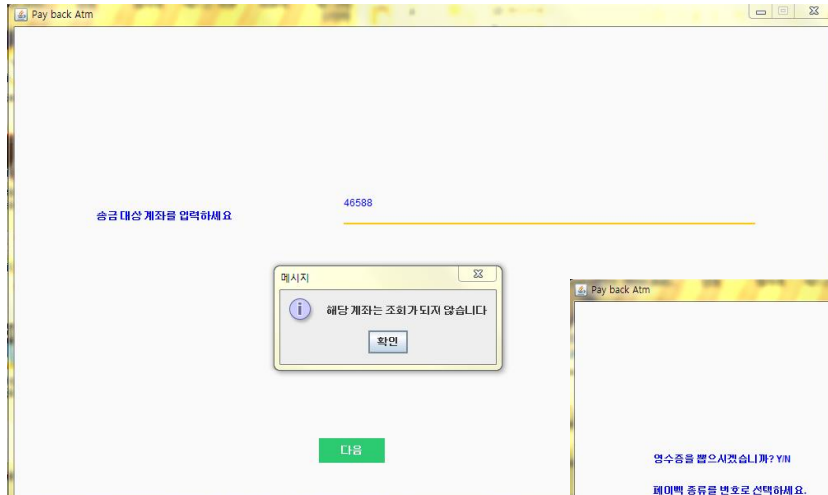 Pay back Atm
송금 대상 계좌를 입력하세요
46588
메시지
해당 계좌는 조회가 되지 않습니다
확인
다음
Pay back Atm
영수증을 뽑으시겠습니까? Y/N
페이백 종류를 번호로 선택하세요.